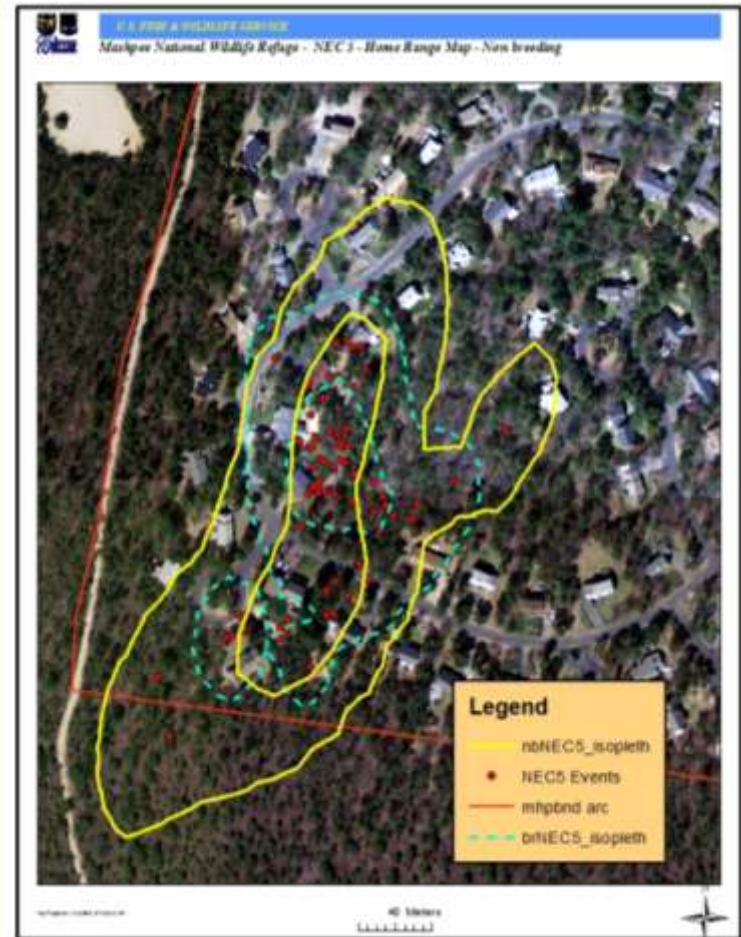 U.S. FISH & WILDLIFE SERVICE
Mashpee National Wildlife Refuge - NEC 5 - Home Range Map - Non breeding
Legend
nbNEC5_isopleth
NEC5 Events
mhpbnd arc
brNEC5_isopleth
40 Meters